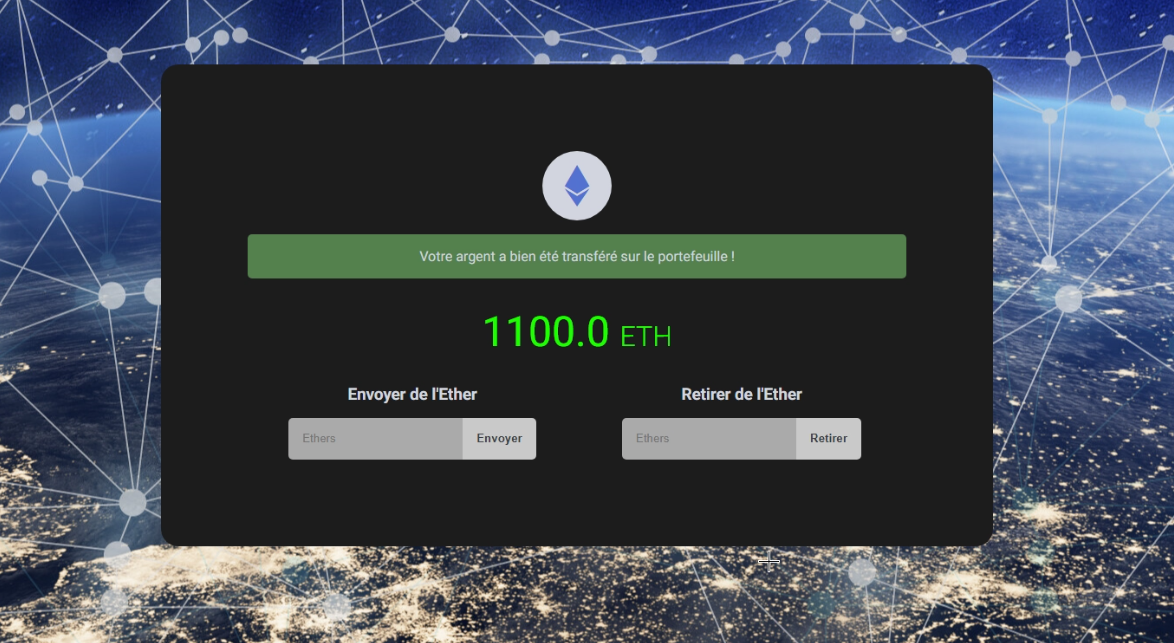 Votre argent a bien été transféré sur le portefeuille !
1100.0 ETH
Envoyer de l'Ether
Retirer de l'Ether
Ethers Envoyer
Ethers Retirer